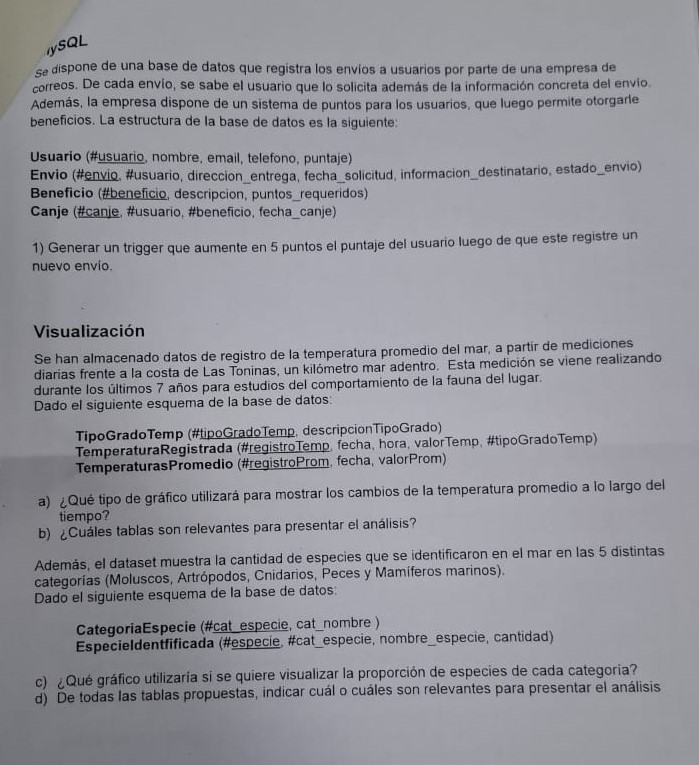 ySQL
Se dispone de una base de datos que registra los envíos a usuarios por parte de una empresa de
correos. De cada envío, se sabe el usuario que lo solicita además de la información concreta del envío.
Además, la empresa dispone de un sistema de puntos para los usuarios, que luego permite otorgarle
beneficios. La estructura de la base de datos es la siguiente:
Usuario (#usuario, nombre, email, telefono, puntaje)
Envio (#envio, #usuario, direccion_entrega, fecha_solicitud, informacion_destinatario, estado_envio)
Beneficio (#beneficio, descripcion, puntos_requeridos)
Canje (#canje, #usuario, #beneficio, fecha_canje)
1) Generar un trigger que aumente en 5 puntos el puntaje del usuario luego de que este registre un
nuevo envío.
Visualización
Se han almacenado datos de registro de la temperatura promedio del mar, a partir de mediciones
diarias frente a la costa de Las Toninas, un kilómetro mar adentro. Esta medición se viene realizando
durante los últimos 7 años para estudios del comportamiento de la fauna del lugar.
Dado el siguiente esquema de la base de datos:
TipoGradoTemp (#tipoGradoTemp, descripcionTipoGrado)
TemperaturaRegistrada (#registroTemp, fecha, hora, valorTemp, #tipoGradoTemp)
TemperaturasPromedio (#registroProm, fecha, valorProm)
a) ¿Qué tipo de gráfico utilizará para mostrar los cambios de la temperatura promedio a lo largo del
tiempo?
b) ¿Cuáles tablas son relevantes para presentar el análisis?
Además, el dataset muestra la cantidad de especies que se identificaron en el mar en las 5 distintas
categorías (Moluscos, Artrópodos, Cnidarios, Peces y Mamíferos marinos).
Dado el siguiente esquema de la base de datos:
CategoriaEspecie (#cat_especie, cat_nombre )
EspecieIdentfificada (#especie, #cat_especie, nombre_especie, cantidad)
c) ¿Qué gráfico utilizaría si se quiere visualizar la proporción de especies de cada categoría?
d) De todas las tablas propuestas, indicar cuál o cuáles son relevantes para presentar el análisis